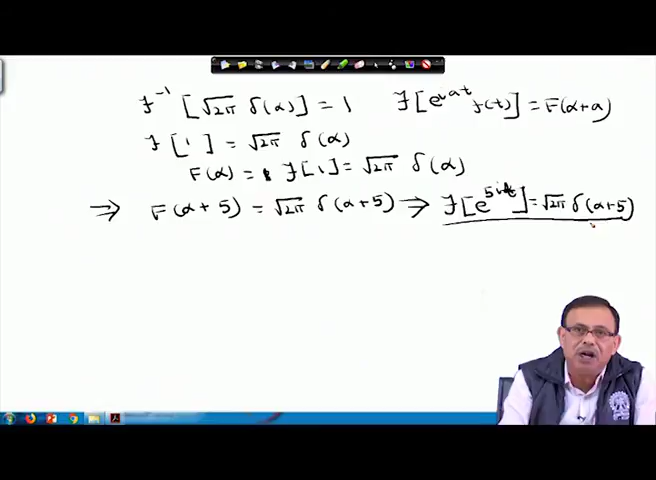 F⁻¹ [√2π δ(α)] = 1 F[e^{iat} f(t)] = F(α+a)
F[1] = √2π δ(α)
F(α) = F[1] = √2π δ(α)
⇒ F(α+5) = √2π δ(α+5) ⇒ F[e^{5it}] = √2π δ(α+5)